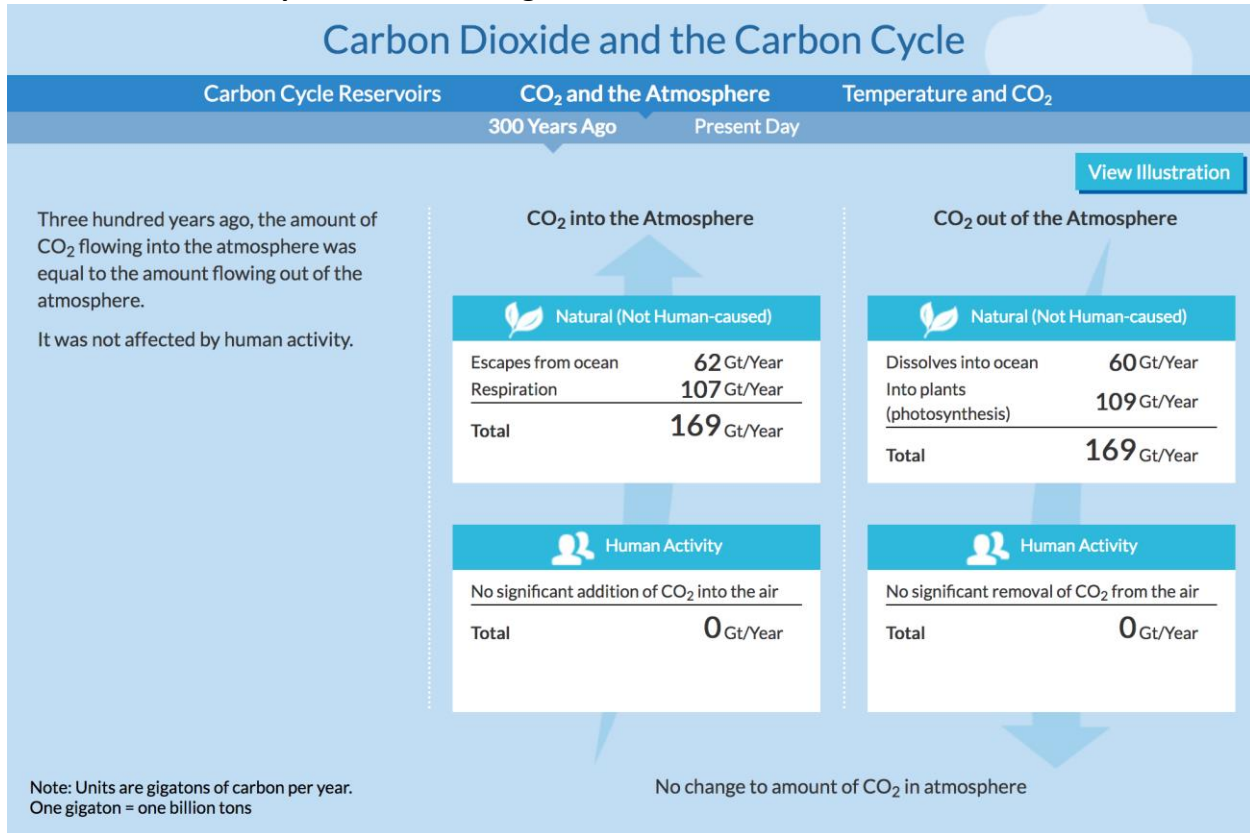 Carbon Dioxide and the Carbon Cycle
Carbon Cycle Reservoirs
CO₂ and the Atmosphere
Temperature and CO₂
300 Years Ago
Present Day
View Illustration
Three hundred years ago, the amount of
CO₂ flowing into the atmosphere was
equal to the amount flowing out of the
atmosphere.
It was not affected by human activity.
CO₂ into the Atmosphere
Natural (Not Human-caused)
Escapes from ocean 62 Gt/Year
Respiration 107 Gt/Year
Total 169 Gt/Year
Human Activity
No significant addition of CO₂ into the air
Total 0 Gt/Year
CO₂ out of the Atmosphere
Natural (Not Human-caused)
Dissolves into ocean 60 Gt/Year
Into plants
(photosynthesis) 109 Gt/Year
Total 169 Gt/Year
Human Activity
No significant removal of CO₂ from the air
Total 0 Gt/Year
Note: Units are gigatons of carbon per year.
One gigaton = one billion tons
No change to amount of CO₂ in atmosphere